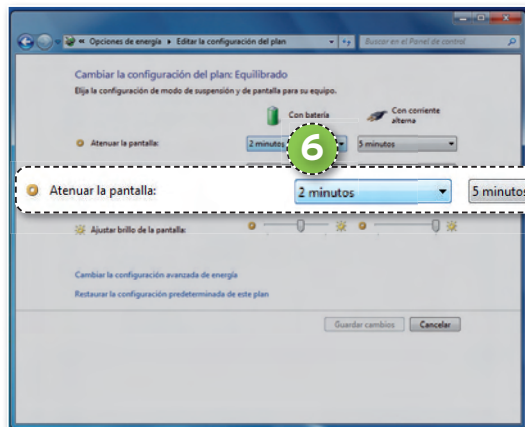 « Opciones de energía ▸ Editar la configuración del plan
Buscar en el Panel de control
Cambiar la configuración del plan: Equilibrado
Elija la configuración de modo de suspensión y de pantalla para su equipo.
Con batería
Con corriente alterna
Atenuar la pantalla:
2 minutos
5 minutos
6
Atenuar la pantalla:
2 minutos
5 minutos
Ajustar brillo de la pantalla:
Cambiar la configuración avanzada de energía
Restaurar la configuración predeterminada de este plan
Guardar cambios
Cancelar